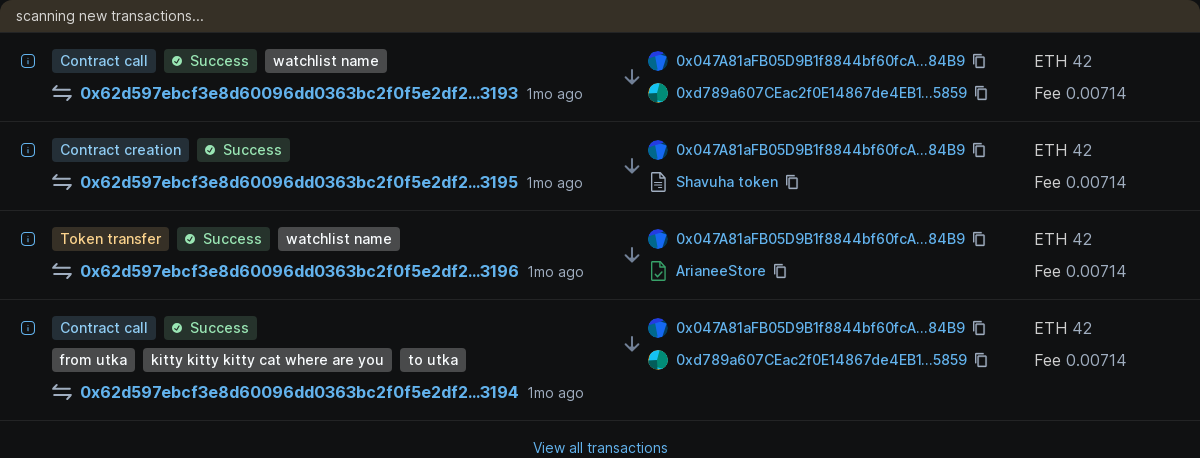 scanning new transactions...
Contract call Success watchlist name
0x62d597ebcf3e8d60096dd0363bc2f0f5e2df2...3193 1mo ago
0x047A81aFB05D9B1f8844bf60fcA...84B9
0xd789a607CEac2f0E14867de4EB1...5859
ETH 42
Fee 0.00714
Contract creation Success
0x62d597ebcf3e8d60096dd0363bc2f0f5e2df2...3195 1mo ago
0x047A81aFB05D9B1f8844bf60fcA...84B9
Shavuha token
ETH 42
Fee 0.00714
Token transfer Success watchlist name
0x62d597ebcf3e8d60096dd0363bc2f0f5e2df2...3196 1mo ago
0x047A81aFB05D9B1f8844bf60fcA...84B9
ArianeeStore
ETH 42
Fee 0.00714
Contract call Success
from utka kitty kitty kitty cat where are you to utka
0x62d597ebcf3e8d60096dd0363bc2f0f5e2df2...3194 1mo ago
0x047A81aFB05D9B1f8844bf60fcA...84B9
0xd789a607CEac2f0E14867de4EB1...5859
ETH 42
Fee 0.00714
View all transactions